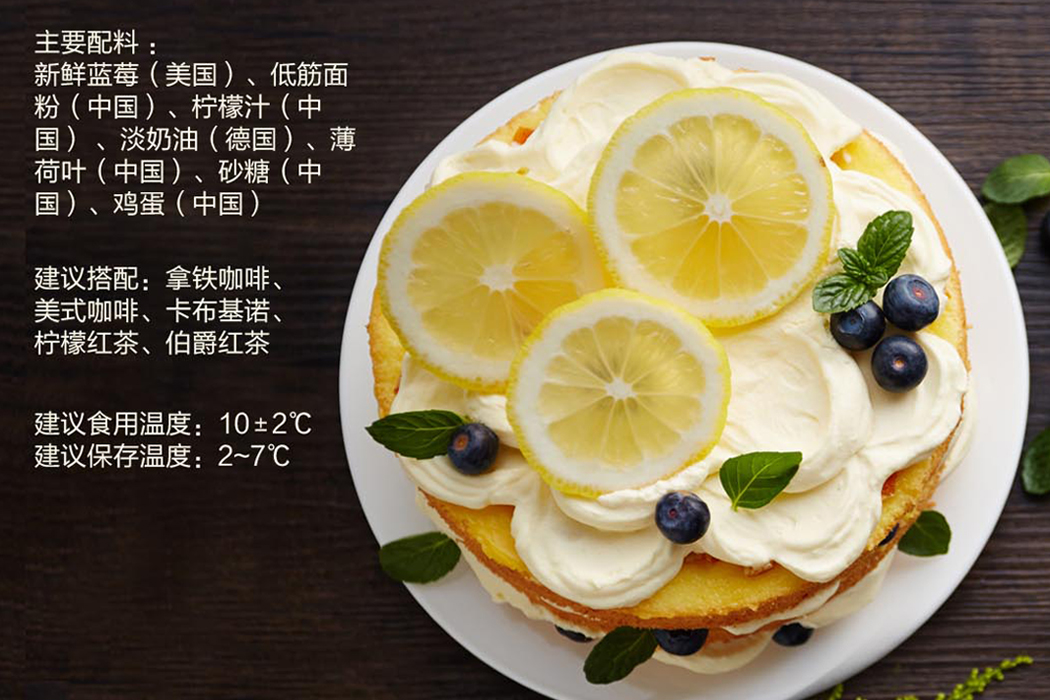 主要配料：
新鲜蓝莓（美国）、低筋面
粉（中国）、柠檬汁（中
国）、淡奶油（德国）、薄
荷叶（中国）、砂糖（中
国）、鸡蛋（中国）
建议搭配：拿铁咖啡、
美式咖啡、卡布基诺、
柠檬红茶、伯爵红茶
建议食用温度：10±2℃
建议保存温度：2~7℃